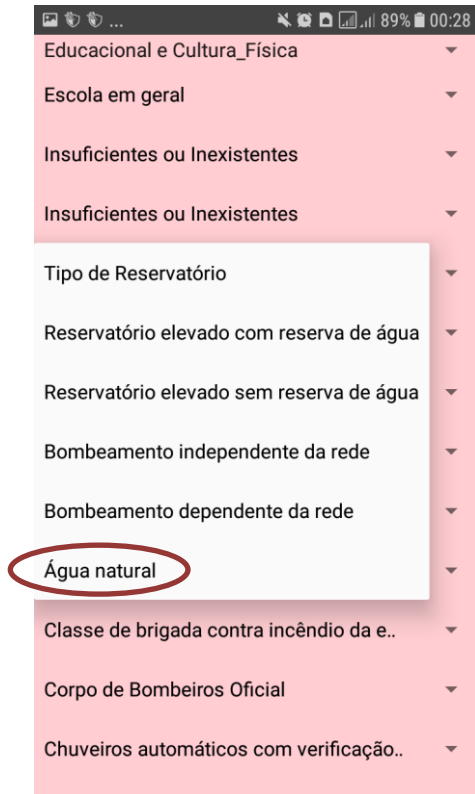 ... 89% 00:28
Educacional e Cultura_Física
Escola em geral
Insuficientes ou Inexistentes
Insuficientes ou Inexistentes
Tipo de Reservatório
Reservatório elevado com reserva de água
Reservatório elevado sem reserva de água
Bombeamento independente da rede
Bombeamento dependente da rede
Água natural
Classe de brigada contra incêndio da e..
Corpo de Bombeiros Oficial
Chuveiros automáticos com verificação..